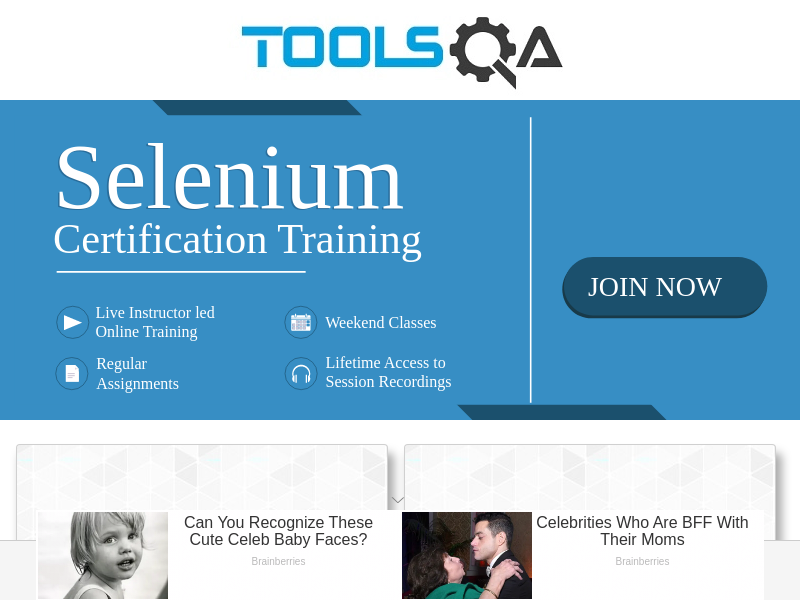 TOOLSQA
Selenium
Certification Training
JOIN NOW
Live Instructor led
Online Training
Weekend Classes
Regular
Assignments
Lifetime Access to
Session Recordings
Can You Recognize These
Cute Celeb Baby Faces?
Brainberries
Celebrities Who Are BFF With
Their Moms
Brainberries